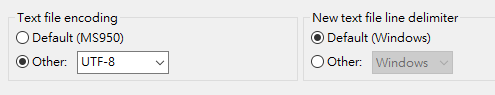 Text file encoding
Default (MS950)
Other: UTF-8
New text file line delimiter
Default (Windows)
Other: Windows